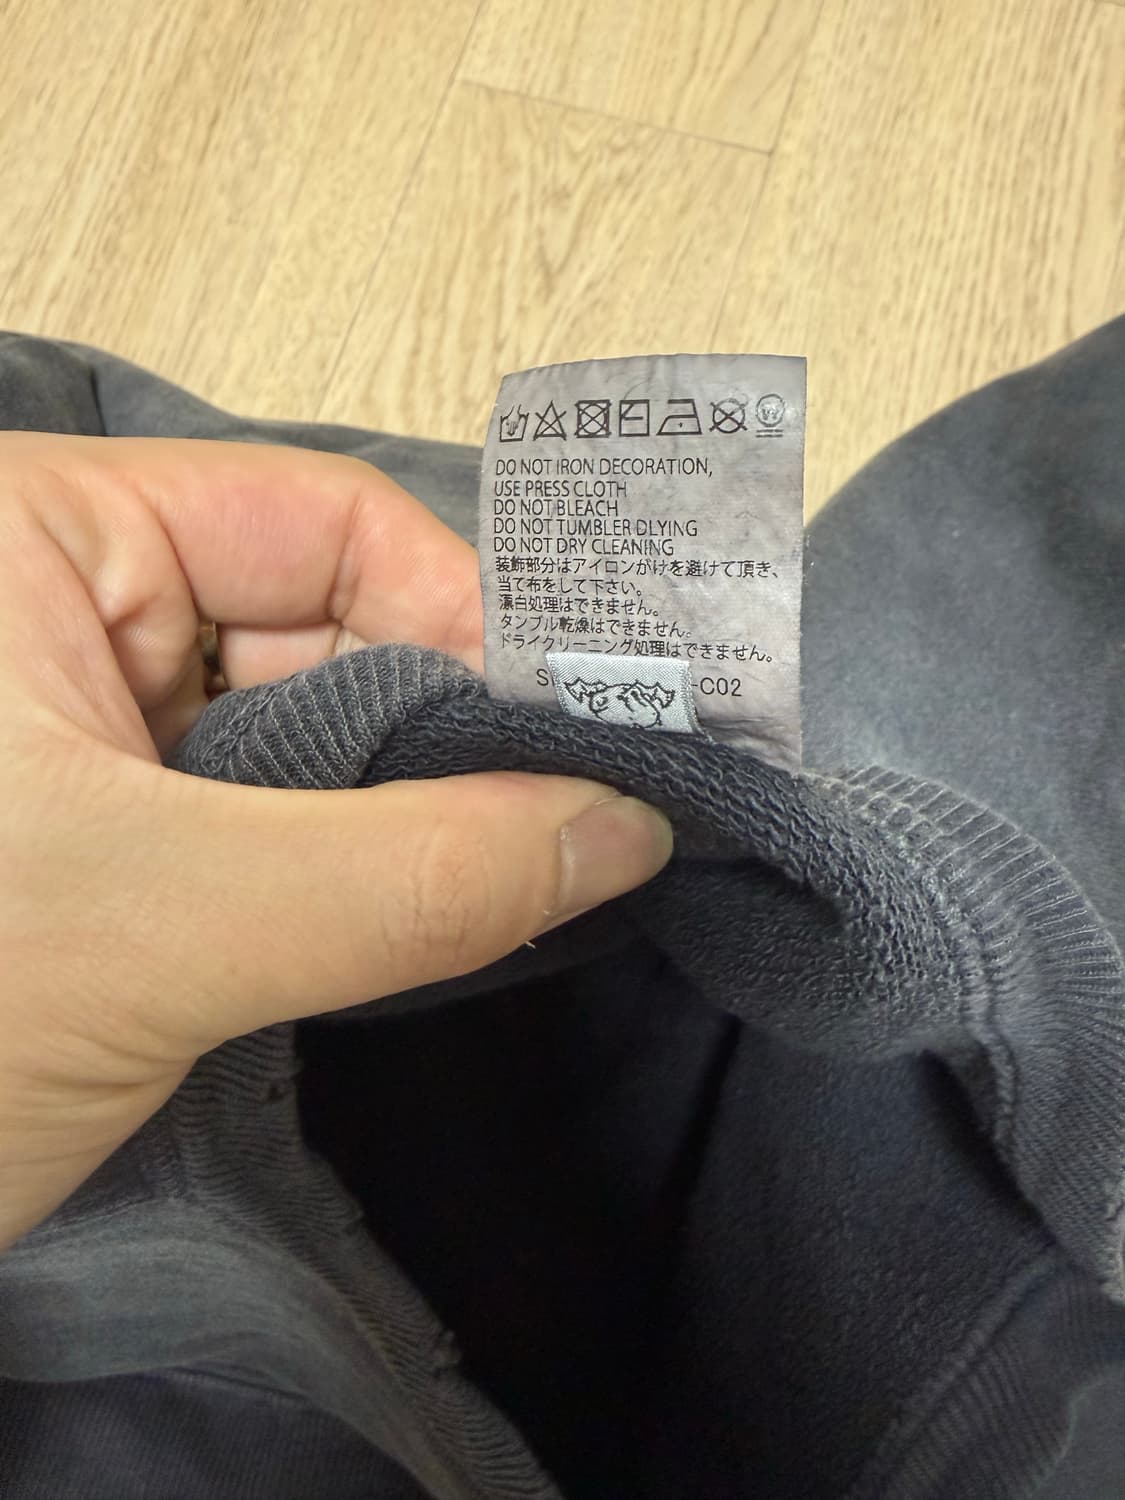 W
DO NOT IRON DECORATION,
USE PRESS CLOTH
DO NOT BLEACH
DO NOT TUMBLER DLYING
DO NOT DRY CLEANING
装飾部分はアイロンがけを避けて頂き、
当て布をして下さい。
漂白処理はできません。
タンブル乾燥はできません。
ドライクリーニング処理はできません。
S -C02